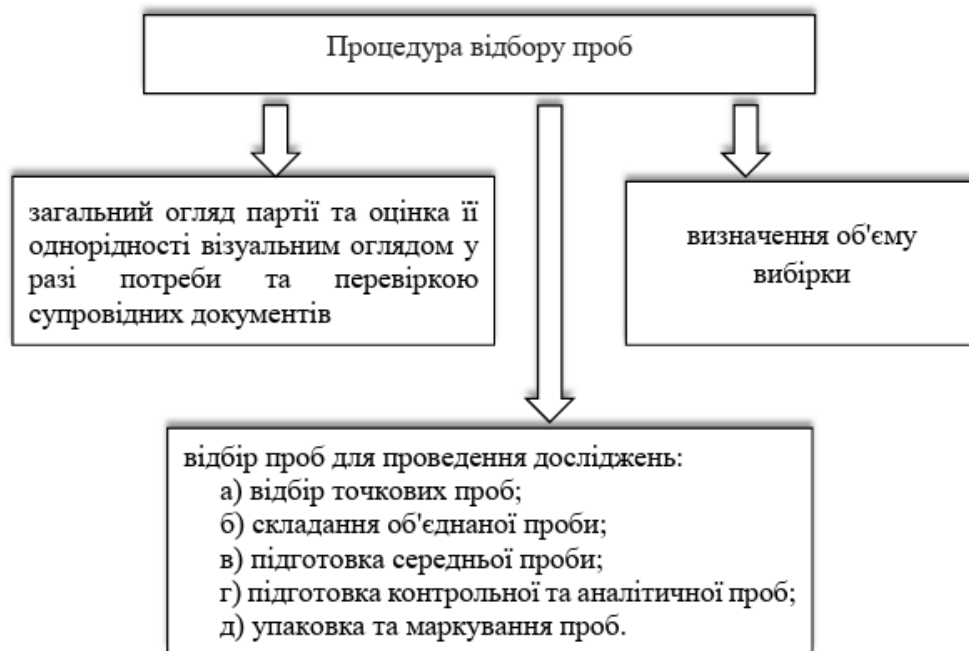 Процедура відбору проб
загальний огляд партії та оцінка її
однорідності візуальним оглядом у
разі потреби та перевіркою
супровідних документів
визначення об'єму
вибірки
відбір проб для проведення досліджень:
а) відбір точкових проб;
б) складання об'єднаної проби;
в) підготовка середньої проби;
г) підготовка контрольної та аналітичної проб;
д) упаковка та маркування проб.